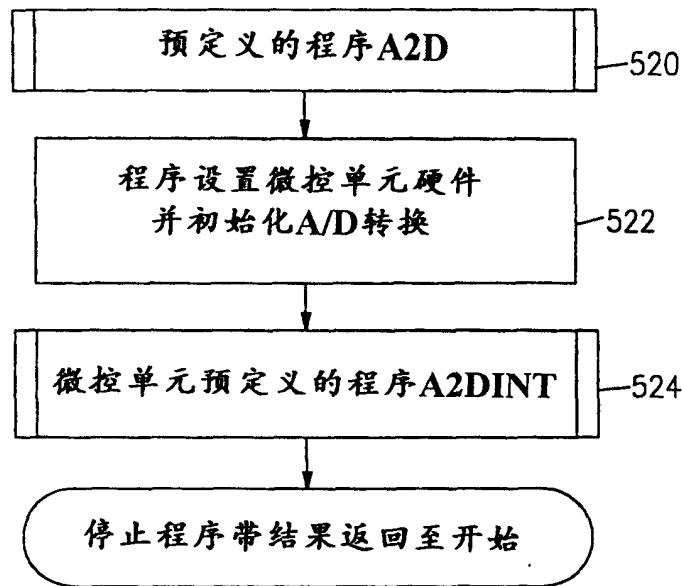 预定义的程序A2D
520
程序设置微控单元硬件
并初始化A/D转换
522
微控单元预定义的程序A2DINT
524
停止程序带结果返回至开始